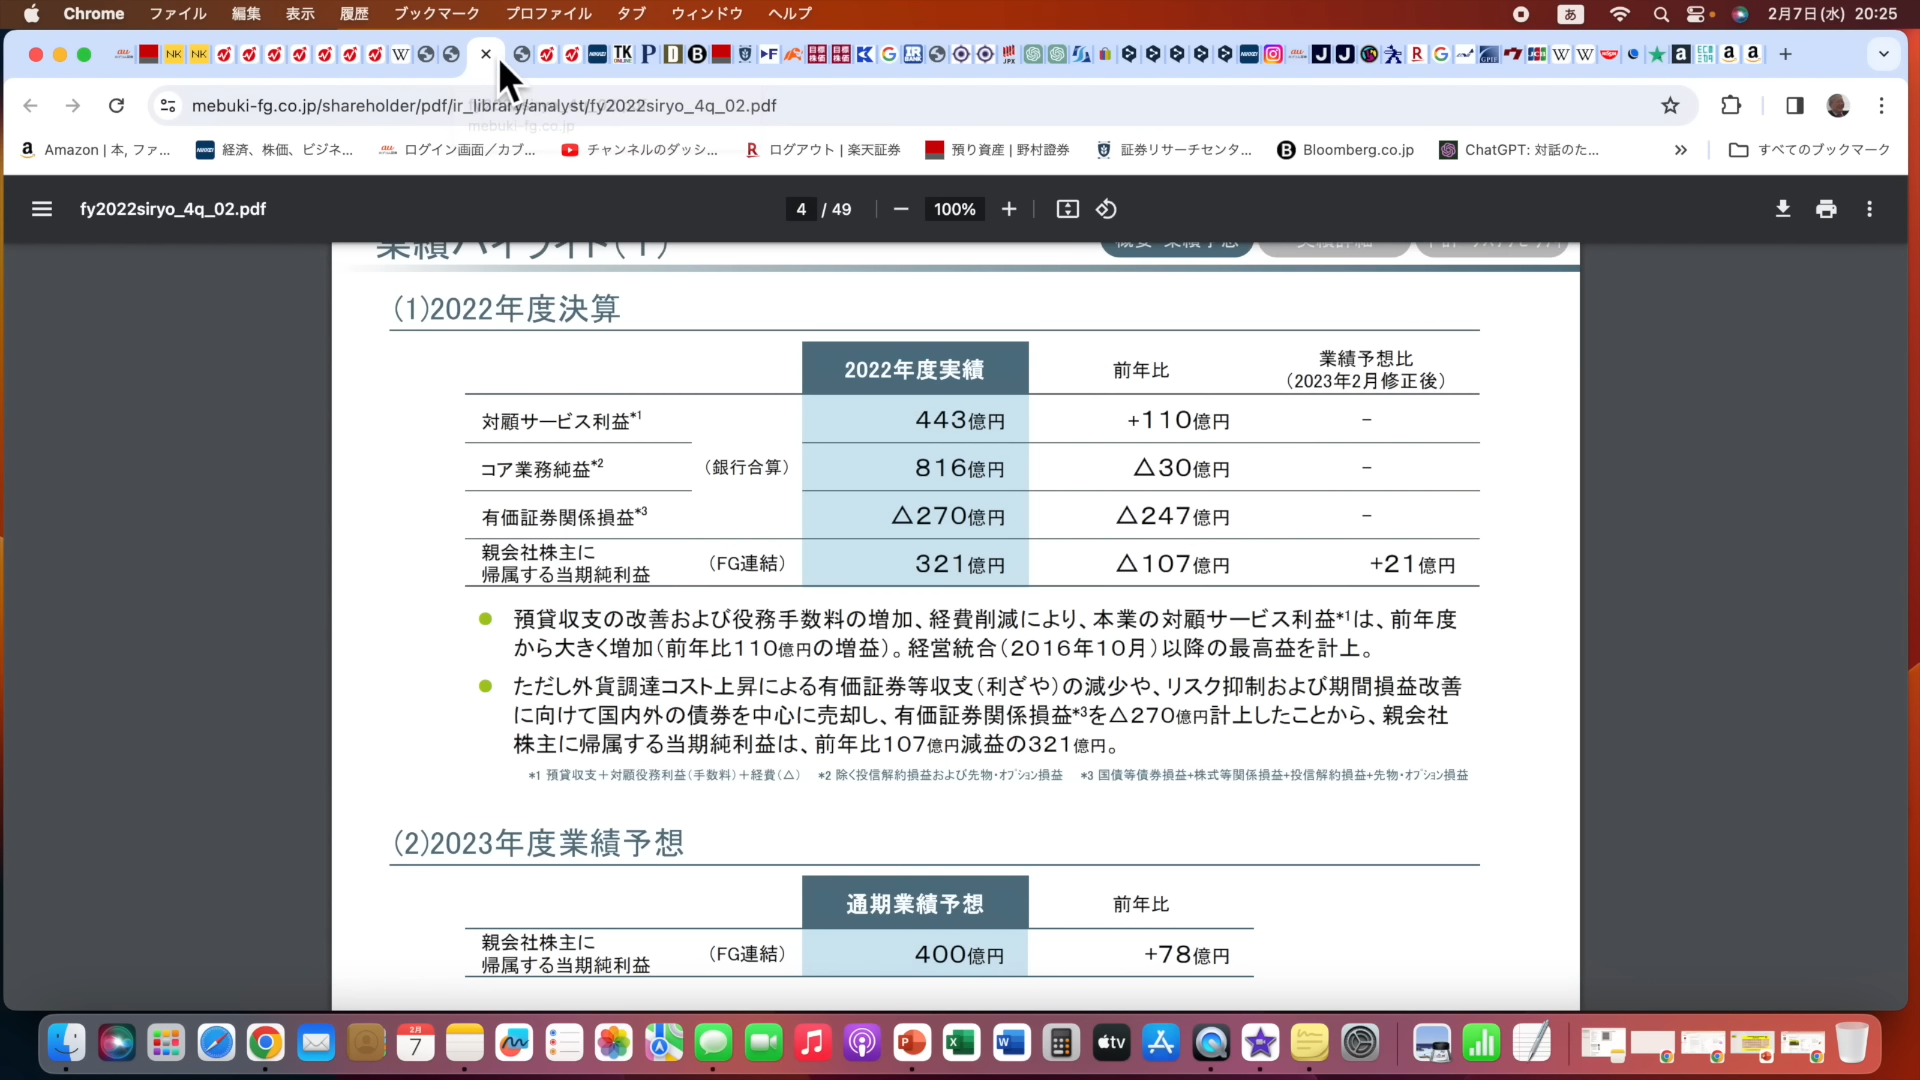 Chrome ファイル 編集 表示 履歴 ブックマーク プロファイル タブ ウィンドウ ヘルプ あ 2月7日(水) 20:25
mebuki-fg.co.jp/shareholder/pdf/ir_library/analyst/fy2022siryo_4q_02.pdf
mebuki-fg.co.jp
Amazon | 本, ファ... 経済、株価、ビジネ... ログイン画面／カブ... チャンネルのダッシ... ログアウト | 楽天証券 預り資産 | 野村證券 証券リサーチセンタ... Bloomberg.co.jp ChatGPT: 対話のた... » すべてのブックマーク
fy2022siryo_4q_02.pdf 4 / 49 100%
業績ハイライト(1) 概要・業績予想
(1)2022年度決算
2022年度実績 前年比 業績予想比
(2023年2月修正後)
対顧サービス利益*1 443億円 +110億円 －
コア業務純益*2 (銀行合算) 816億円 △30億円 －
有価証券関係損益*3 △270億円 △247億円 －
親会社株主に
帰属する当期純利益 (FG連結) 321億円 △107億円 +21億円
● 預貸収支の改善および役務手数料の増加、経費削減により、本業の対顧サービス利益*1は、前年度
から大きく増加(前年比110億円の増益)。経営統合(2016年10月)以降の最高益を計上。
● ただし外貨調達コスト上昇による有価証券等収支(利ざや)の減少や、リスク抑制および期間損益改善
に向けて国内外の債券を中心に売却し、有価証券関係損益*3を△270億円計上したことから、親会社
株主に帰属する当期純利益は、前年比107億円減益の321億円。
*1 預貸収支＋対顧役務利益(手数料)＋経費(△) *2 除く投信解約損益および先物・オプション損益 *3 国債等債券損益+株式等関係損益+投信解約損益+先物・オプション損益
(2)2023年度業績予想
通期業績予想 前年比
親会社株主に
帰属する当期純利益 (FG連結) 400億円 +78億円